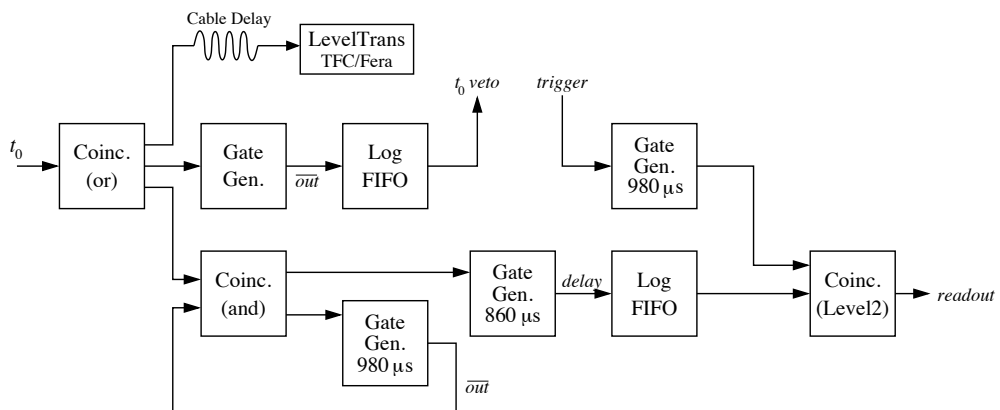 Cable Delay
LevelTrans
TFC/Fera
t0 veto
trigger
t0
Coinc.
(or)
Gate
Gen.
out
Log
FIFO
Gate
Gen.
980 μs
Coinc.
(and)
Gate
Gen.
860 μs
delay
Log
FIFO
Coinc.
(Level2)
readout
Gate
Gen.
980 μs
out